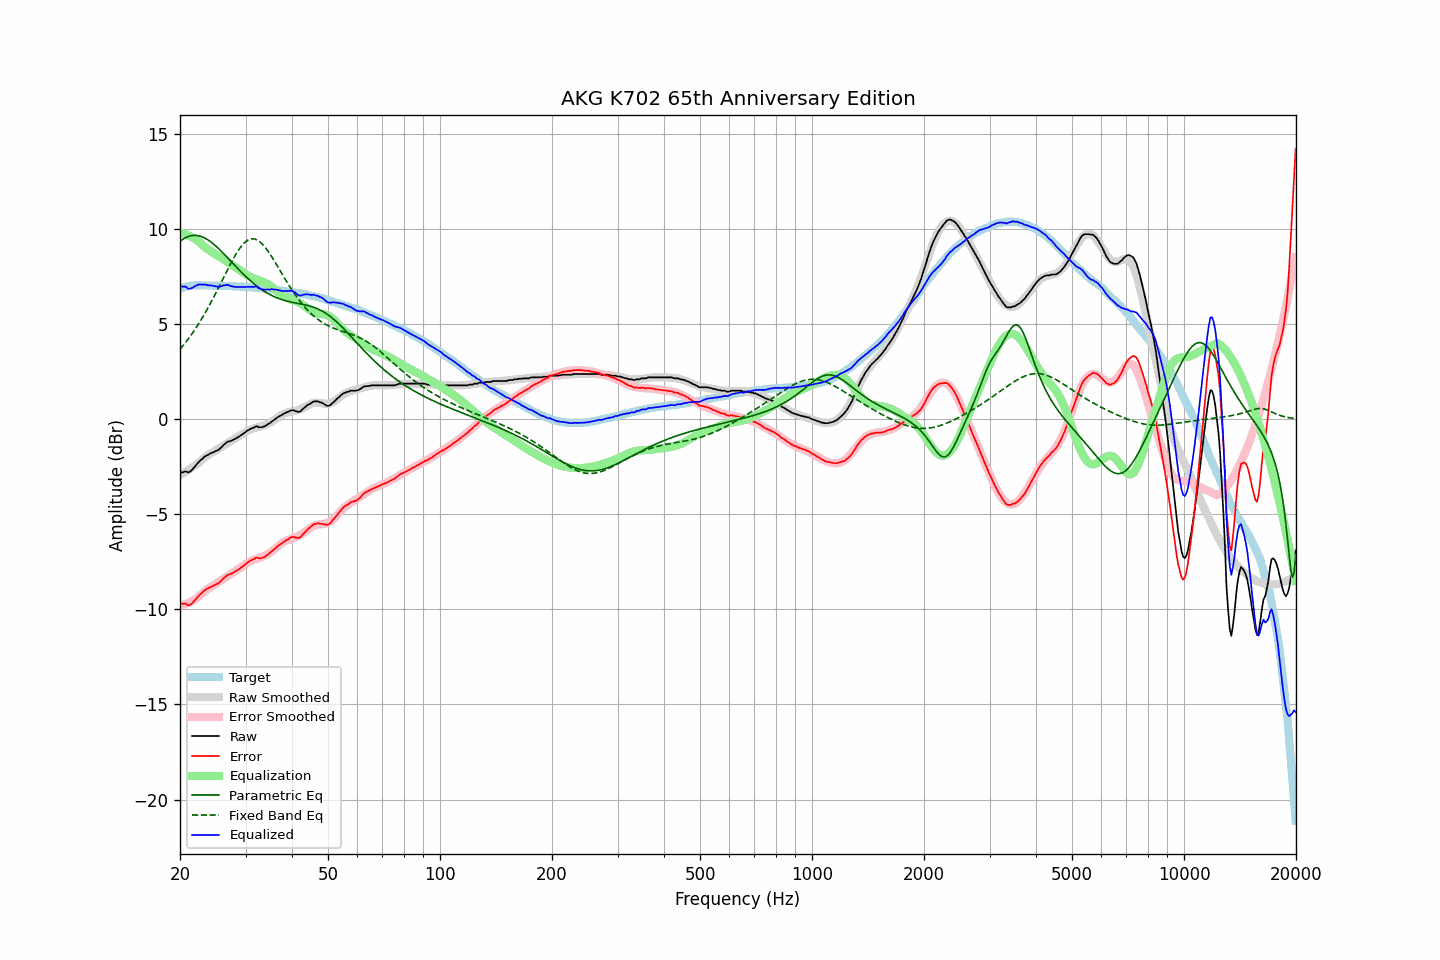 AKG K702 65th Anniversary Edition
Amplitude (dBr)
15
10
5
0
−5
−10
−15
−20
Target
Raw Smoothed
Error Smoothed
Raw
Error
Equalization
Parametric Eq
Fixed Band Eq
Equalized
20 50 100 200 500 1000 2000 5000 10000 20000
Frequency (Hz)